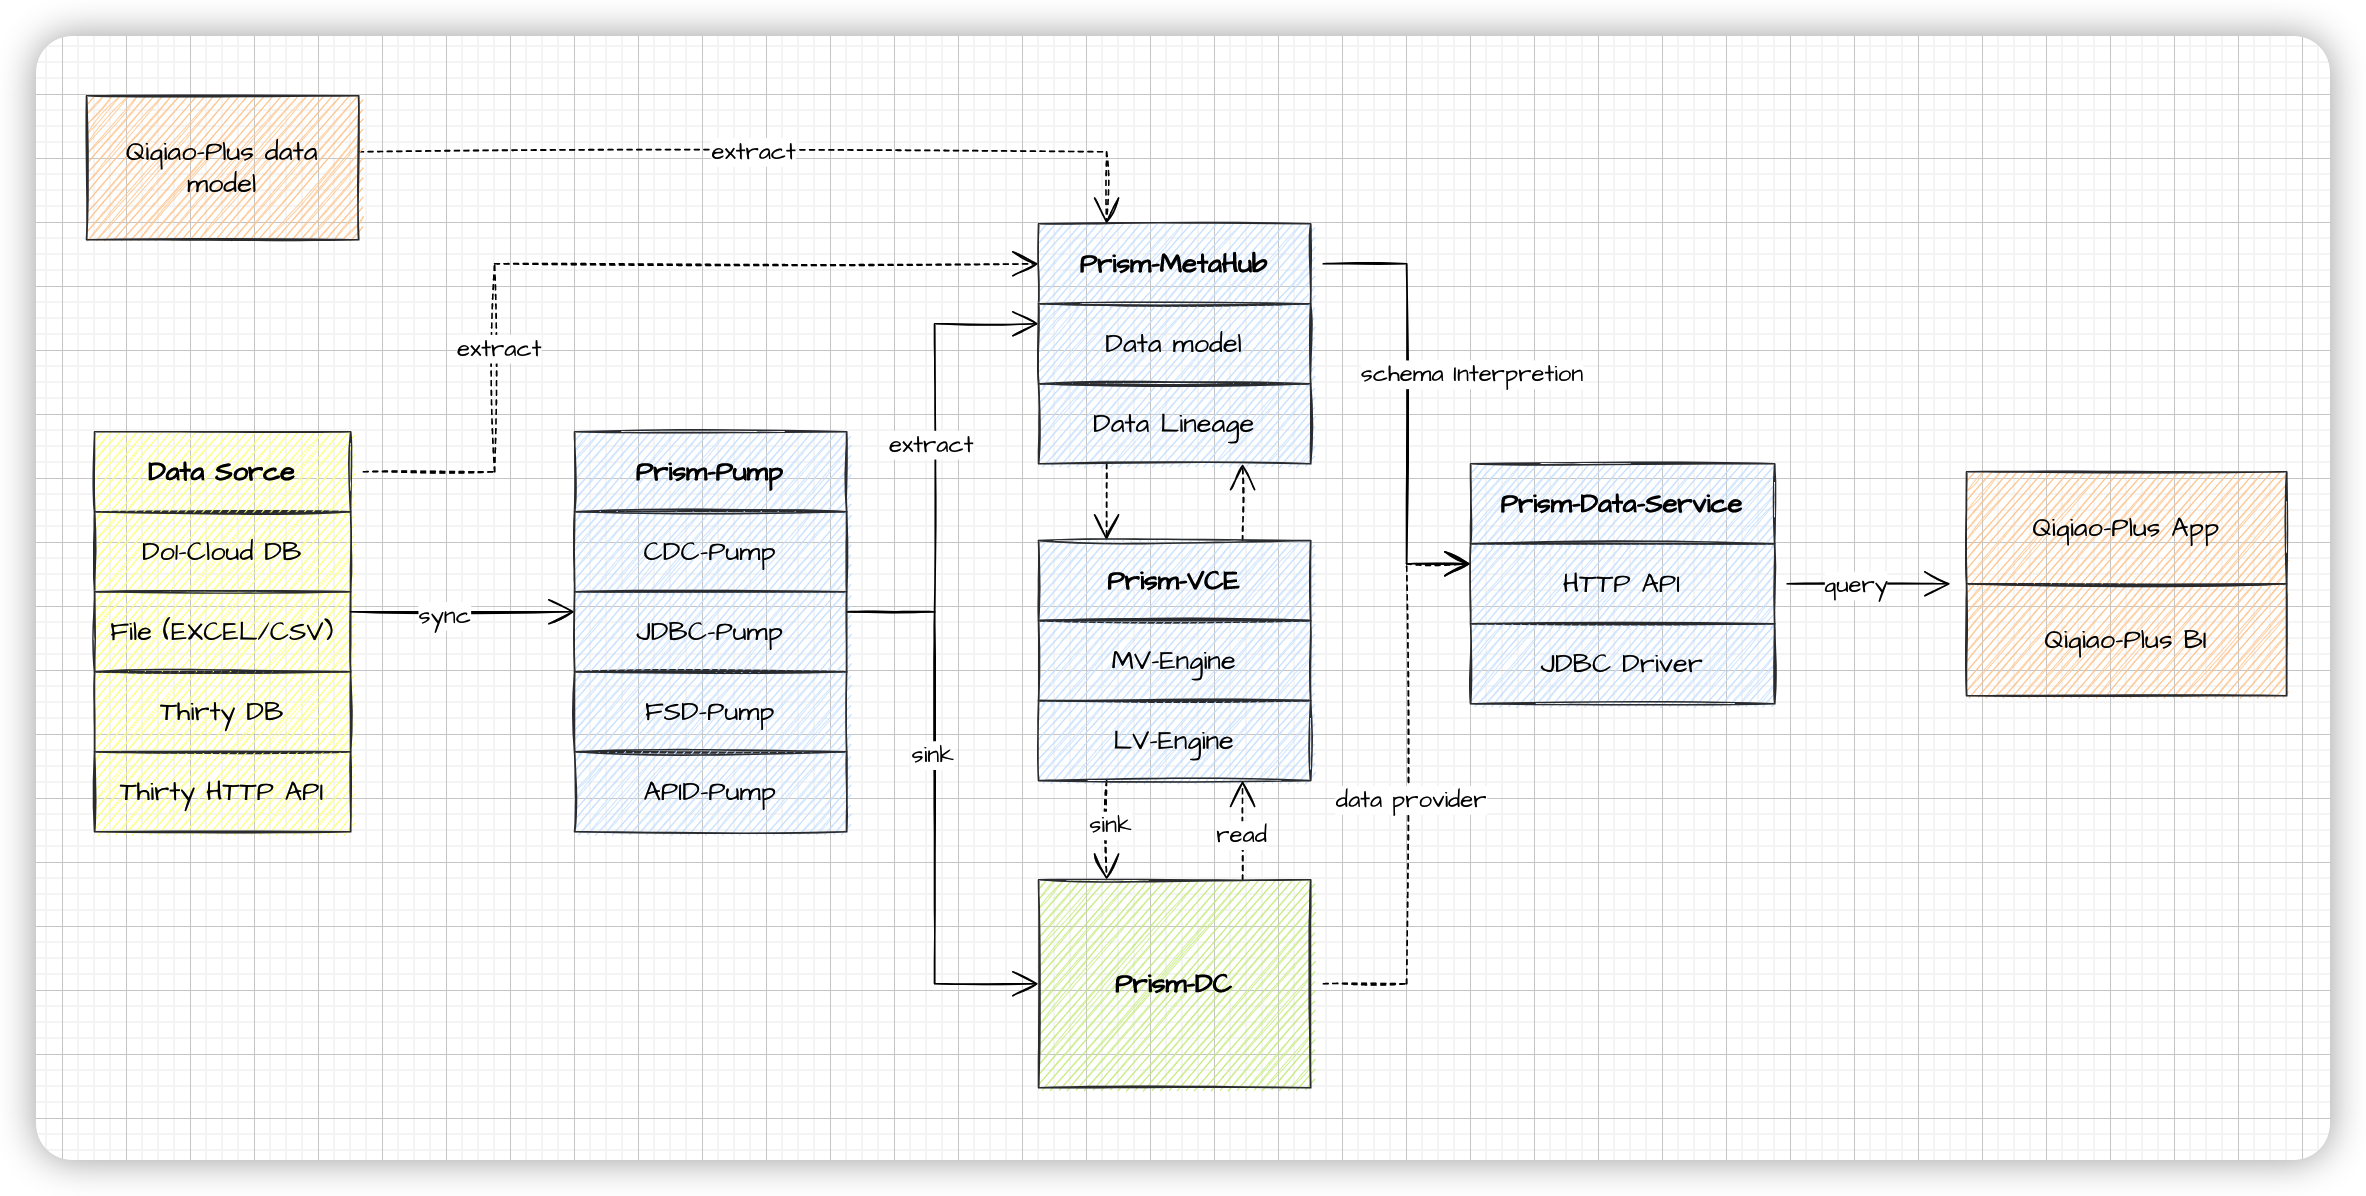 Qiqiao-Plus data
model
extract
extract
Data Sorce
Dol-Cloud DB
File (EXCEL/CSV)
Thirty DB
Thirty HTTP API
sync
Prism-Pump
CDC-Pump
JDBC-Pump
FSD-Pump
APID-Pump
extract
sink
Prism-MetaHub
Data model
Data Lineage
Prism-VCE
MV-Engine
LV-Engine
sink
read
Prism-DC
schema Interpretion
data provider
Prism-Data-Service
HTTP API
JDBC Driver
query
Qiqiao-Plus App
Qiqiao-Plus BI